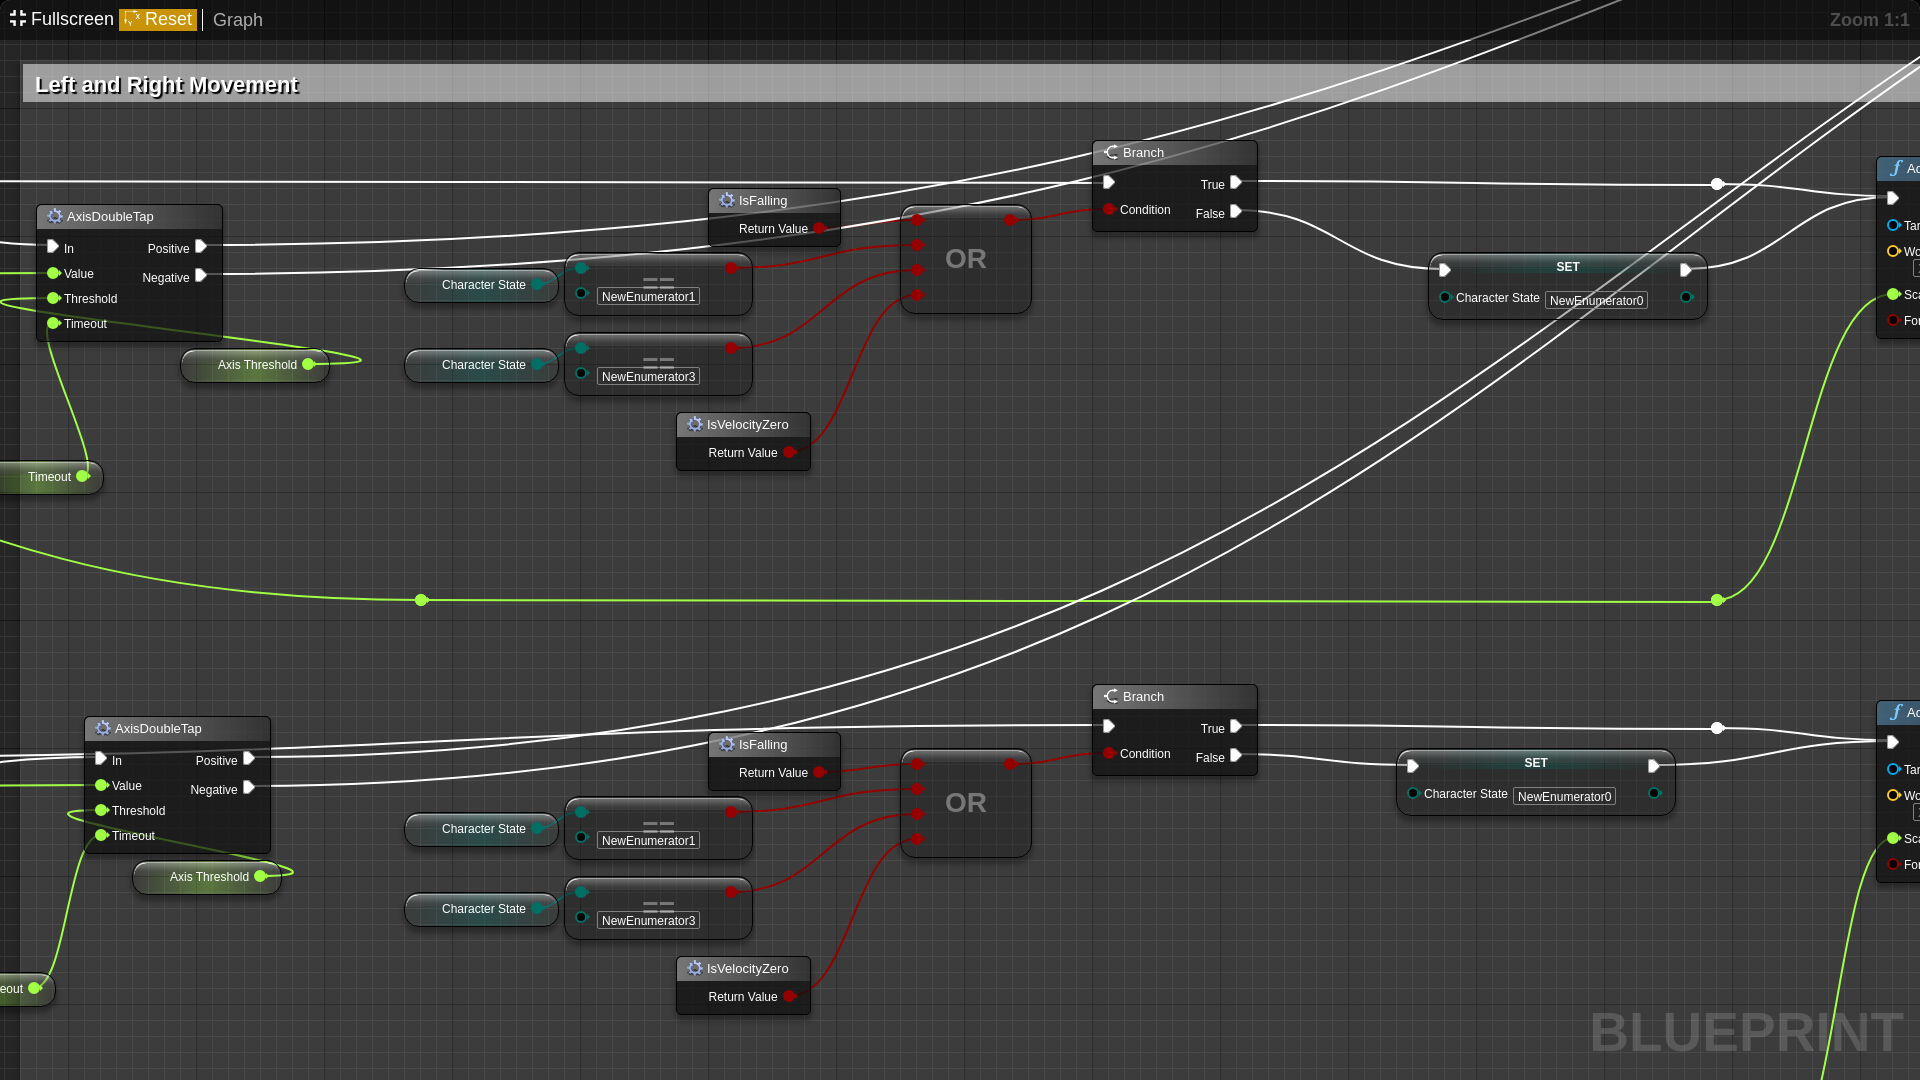 Fullscreen Reset Graph Zoom 1:1
Left and Right Movement
AxisDoubleTap
In Positive
Value Negative
Threshold
Timeout
Axis Threshold
Timeout
IsFalling
Return Value
Character State
==
NewEnumerator1
Character State
==
NewEnumerator3
IsVelocityZero
Return Value
OR
Branch
True
Condition False
SET
Character State NewEnumerator0
f Ac
Tar
Wo
Sca
For
AxisDoubleTap
In Positive
Value Negative
Threshold
Timeout
Axis Threshold
eout
IsFalling
Return Value
Character State
==
NewEnumerator1
Character State
==
NewEnumerator3
IsVelocityZero
Return Value
OR
Branch
True
Condition False
SET
Character State NewEnumerator0
f Ac
Tar
Wo
Sca
For
BLUEPRINT